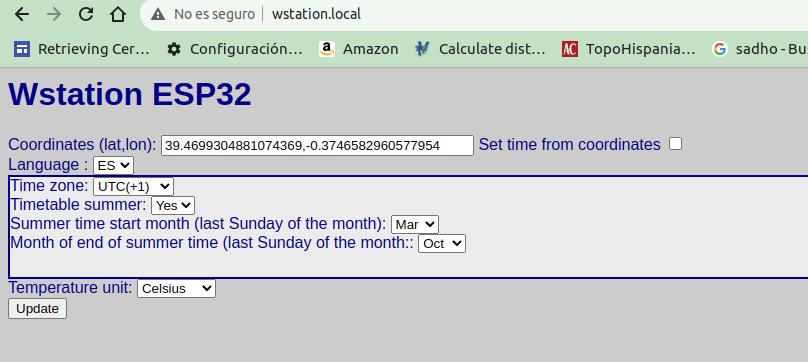 No es seguro wstation.local
Retrieving Cer… Configuración… Amazon Calculate dist… AC TopoHispania… G sadho - Bu
Wstation ESP32
Coordinates (lat,lon): 39.4699304881074369,-0.3746582960577954 Set time from coordinates
Language : ES
Time zone: UTC(+1)
Timetable summer: Yes
Summer time start month (last Sunday of the month): Mar
Month of end of summer time (last Sunday of the month:: Oct
Temperature unit: Celsius
Update